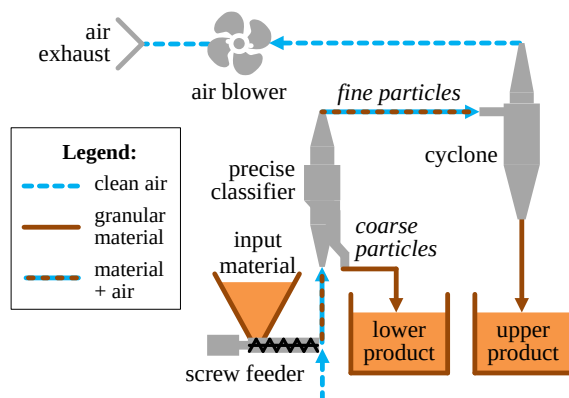 air
exhaust
air blower
fine particles
cyclone
Legend:
clean air
granular
material
material
+ air
precise
classifier
coarse
particles
input
material
screw feeder
lower
product
upper
product